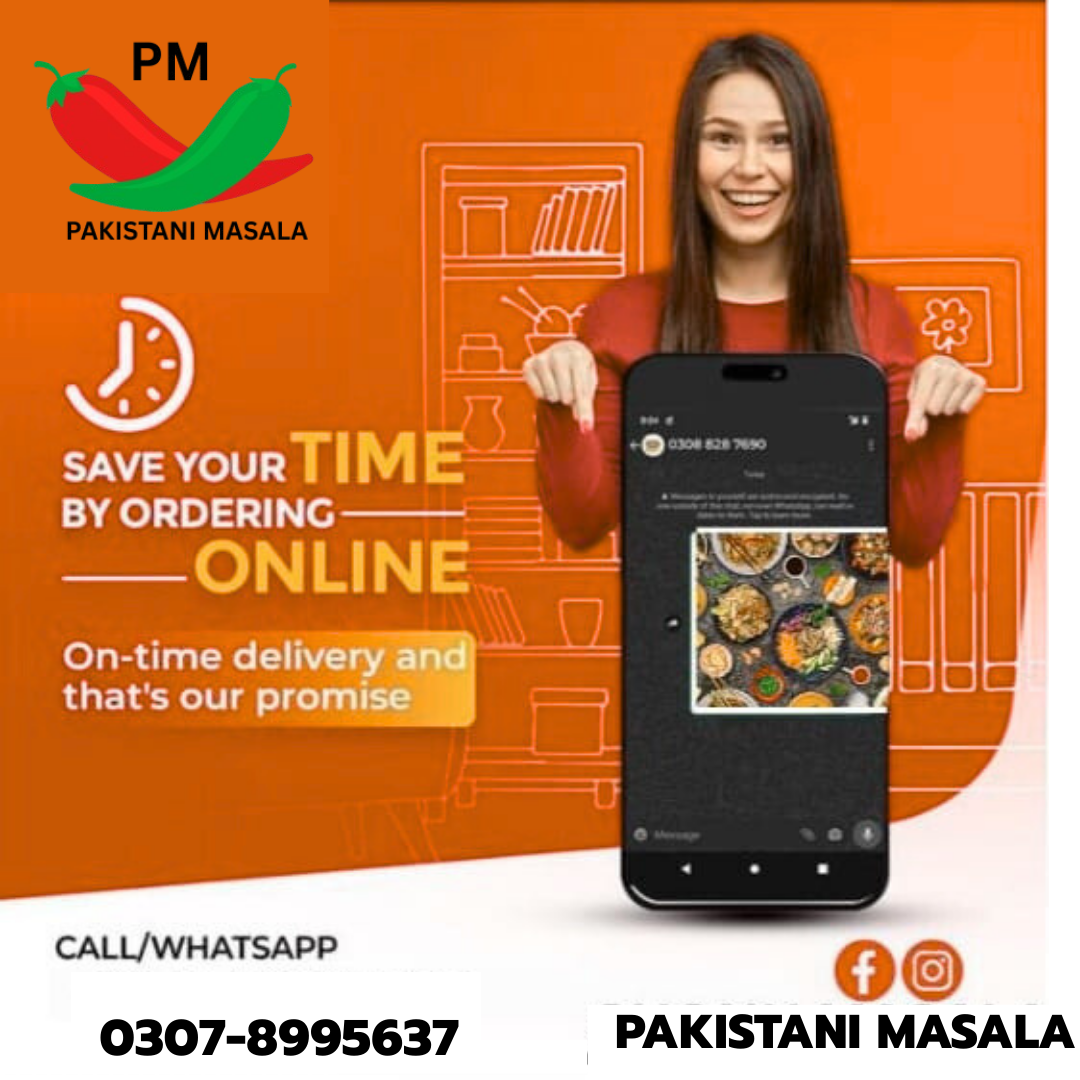 PM
PAKISTANI MASALA
SAVE YOUR TIME
BY ORDERING
ONLINE
On-time delivery and
that's our promise
0308 828 7690
Today
Message
CALL/WHATSAPP
0307-8995637
PAKISTANI MASALA